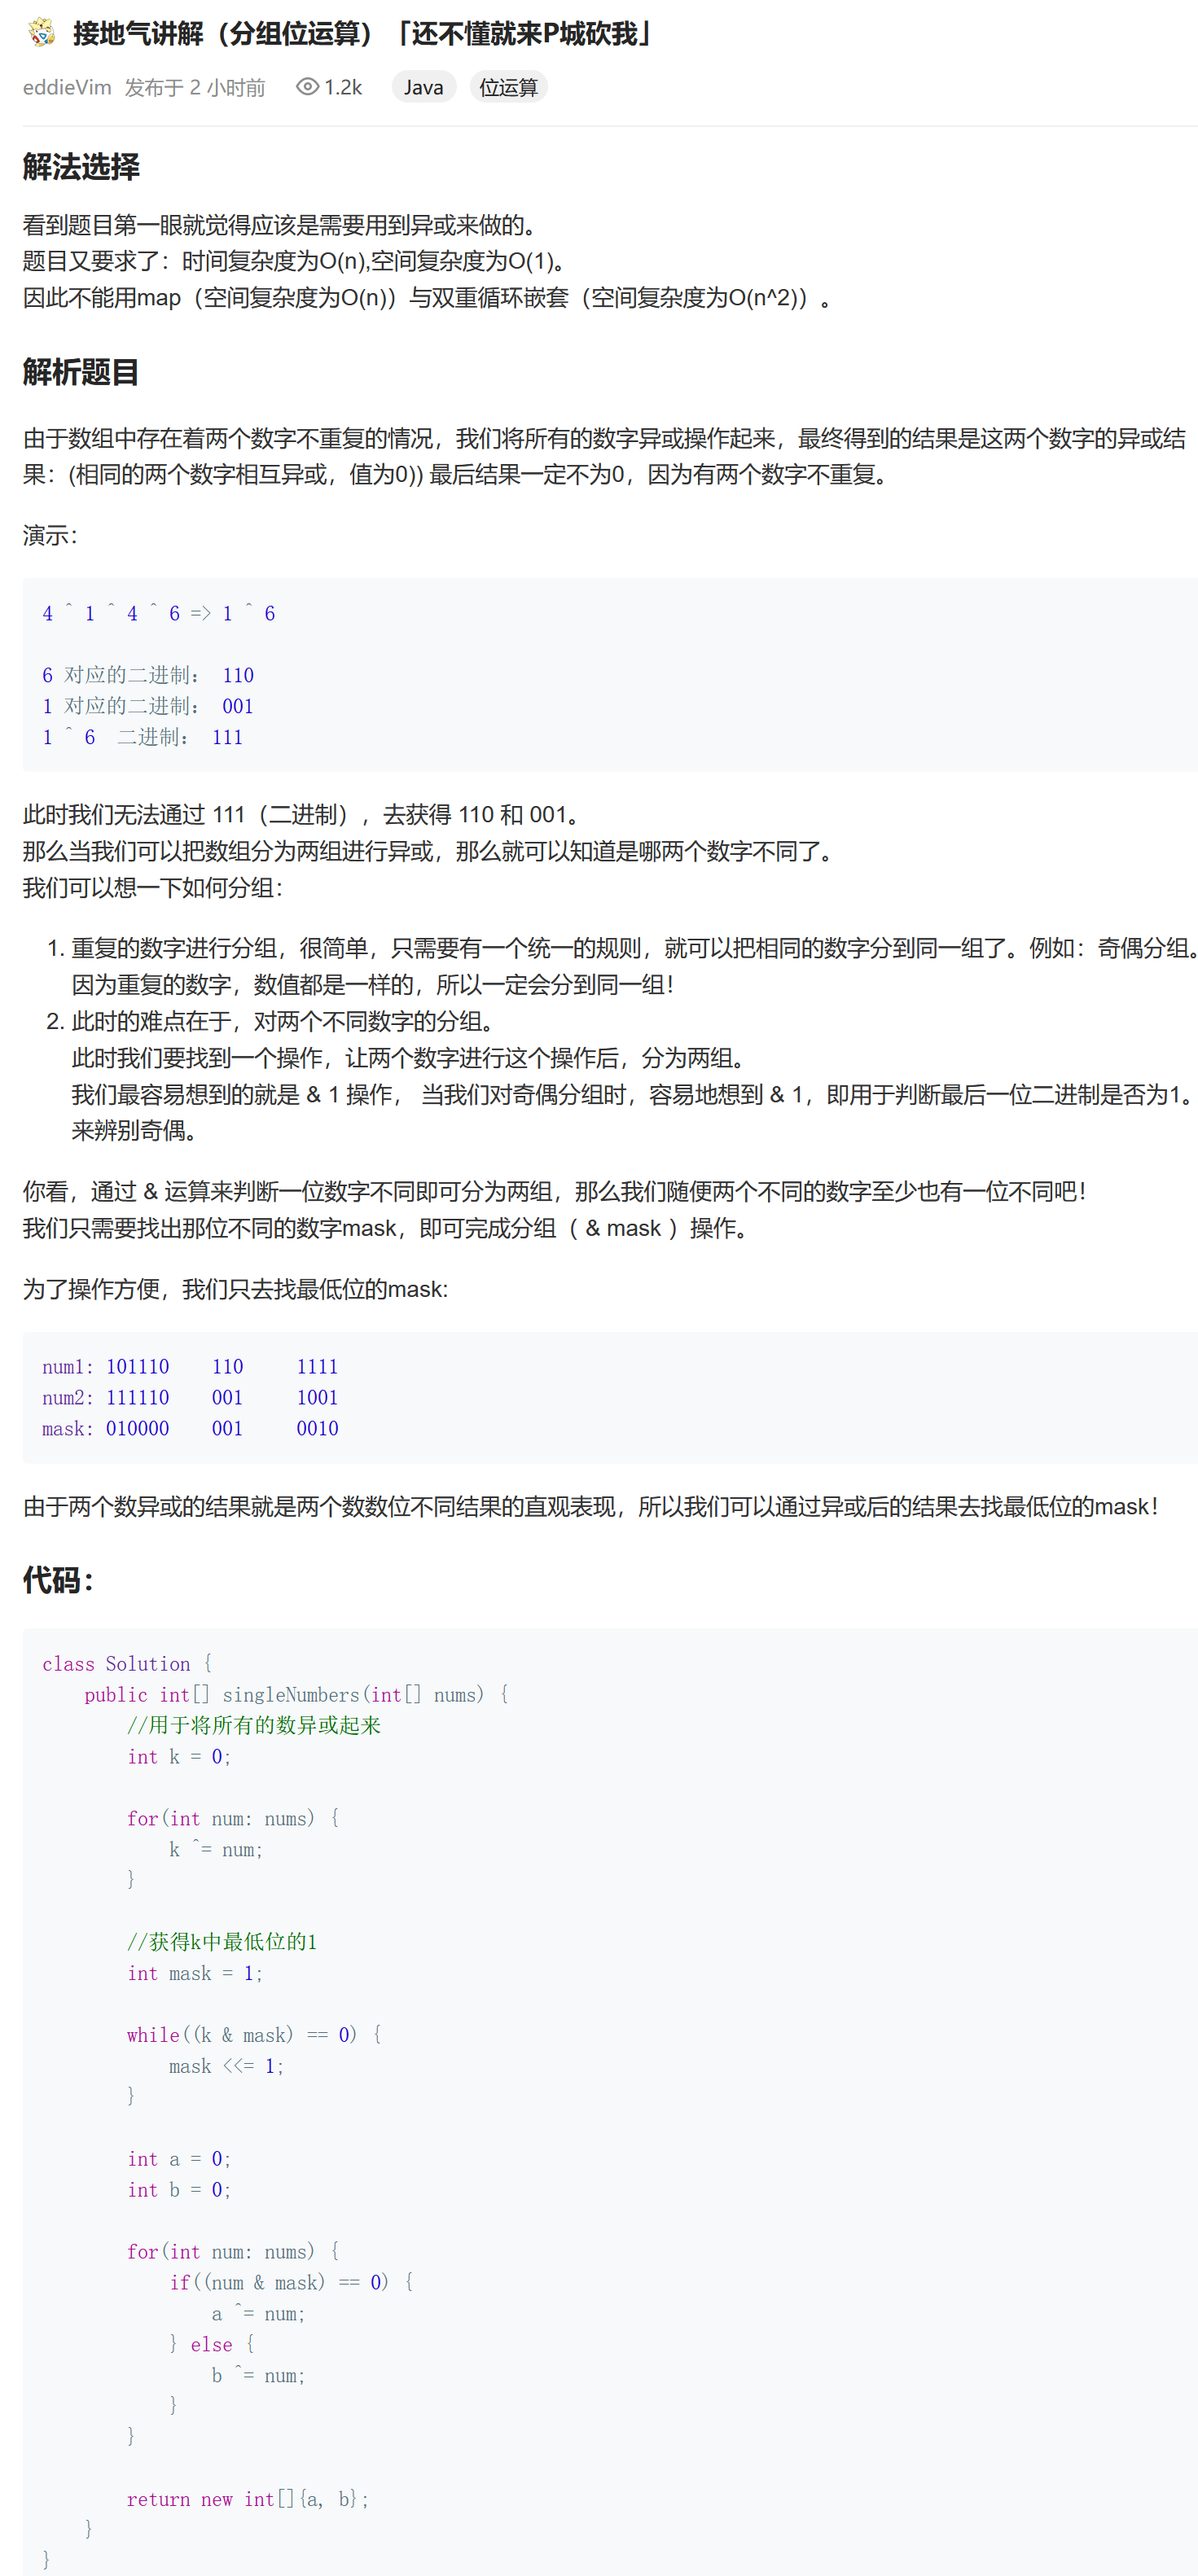 接地气讲解（分组位运算）「还不懂就来P城砍我」
eddieVim 发布于 2 小时前 1.2k Java 位运算
解法选择
看到题目第一眼就觉得应该是需要用到异或来做的。
题目又要求了：时间复杂度为O(n),空间复杂度为O(1)。
因此不能用map（空间复杂度为O(n)）与双重循环嵌套（空间复杂度为O(n^2)）。
解析题目
由于数组中存在着两个数字不重复的情况，我们将所有的数字异或操作起来，最终得到的结果是这两个数字的异或结
果：(相同的两个数字相互异或，值为0)) 最后结果一定不为0，因为有两个数字不重复。
演示：
4 ^ 1 ^ 4 ^ 6 => 1 ^ 6
6 对应的二进制： 110
1 对应的二进制： 001
1 ^ 6  二进制： 111
此时我们无法通过 111（二进制），去获得 110 和 001。
那么当我们可以把数组分为两组进行异或，那么就可以知道是哪两个数字不同了。
我们可以想一下如何分组：
1. 重复的数字进行分组，很简单，只需要有一个统一的规则，就可以把相同的数字分到同一组了。例如：奇偶分组。
因为重复的数字，数值都是一样的，所以一定会分到同一组！
2. 此时的难点在于，对两个不同数字的分组。
此时我们要找到一个操作，让两个数字进行这个操作后，分为两组。
我们最容易想到的就是 & 1 操作， 当我们对奇偶分组时，容易地想到 & 1，即用于判断最后一位二进制是否为1。
来辨别奇偶。
你看，通过 & 运算来判断一位数字不同即可分为两组，那么我们随便两个不同的数字至少也有一位不同吧！
我们只需要找出那位不同的数字mask，即可完成分组（ & mask ）操作。
为了操作方便，我们只去找最低位的mask:
num1: 101110    110     1111
num2: 111110    001     1001
mask: 010000    001     0010
由于两个数异或的结果就是两个数数位不同结果的直观表现，所以我们可以通过异或后的结果去找最低位的mask！
代码：
class Solution {
    public int[] singleNumbers(int[] nums) {
        //用于将所有的数异或起来
        int k = 0;
        for(int num: nums) {
            k ^= num;
        }
        //获得k中最低位的1
        int mask = 1;
        while((k & mask) == 0) {
            mask <<= 1;
        }
        int a = 0;
        int b = 0;
        for(int num: nums) {
            if((num & mask) == 0) {
                a ^= num;
            } else {
                b ^= num;
            }
        }
        return new int[]{a, b};
    }
}